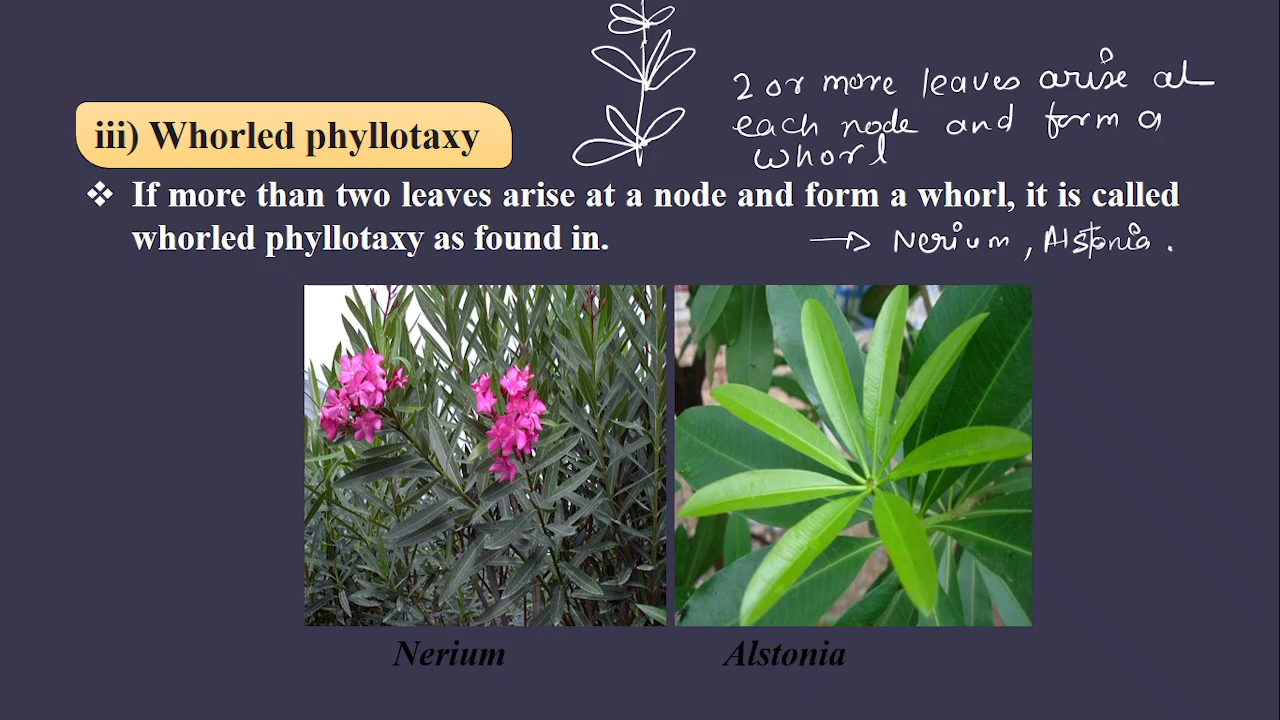 2 or more leaves arise at
each node and form a
whorl
iii) Whorled phyllotaxy
❖ If more than two leaves arise at a node and form a whorl, it is called
whorled phyllotaxy as found in.
→ Nerium, Alstonia.
Nerium
Alstonia